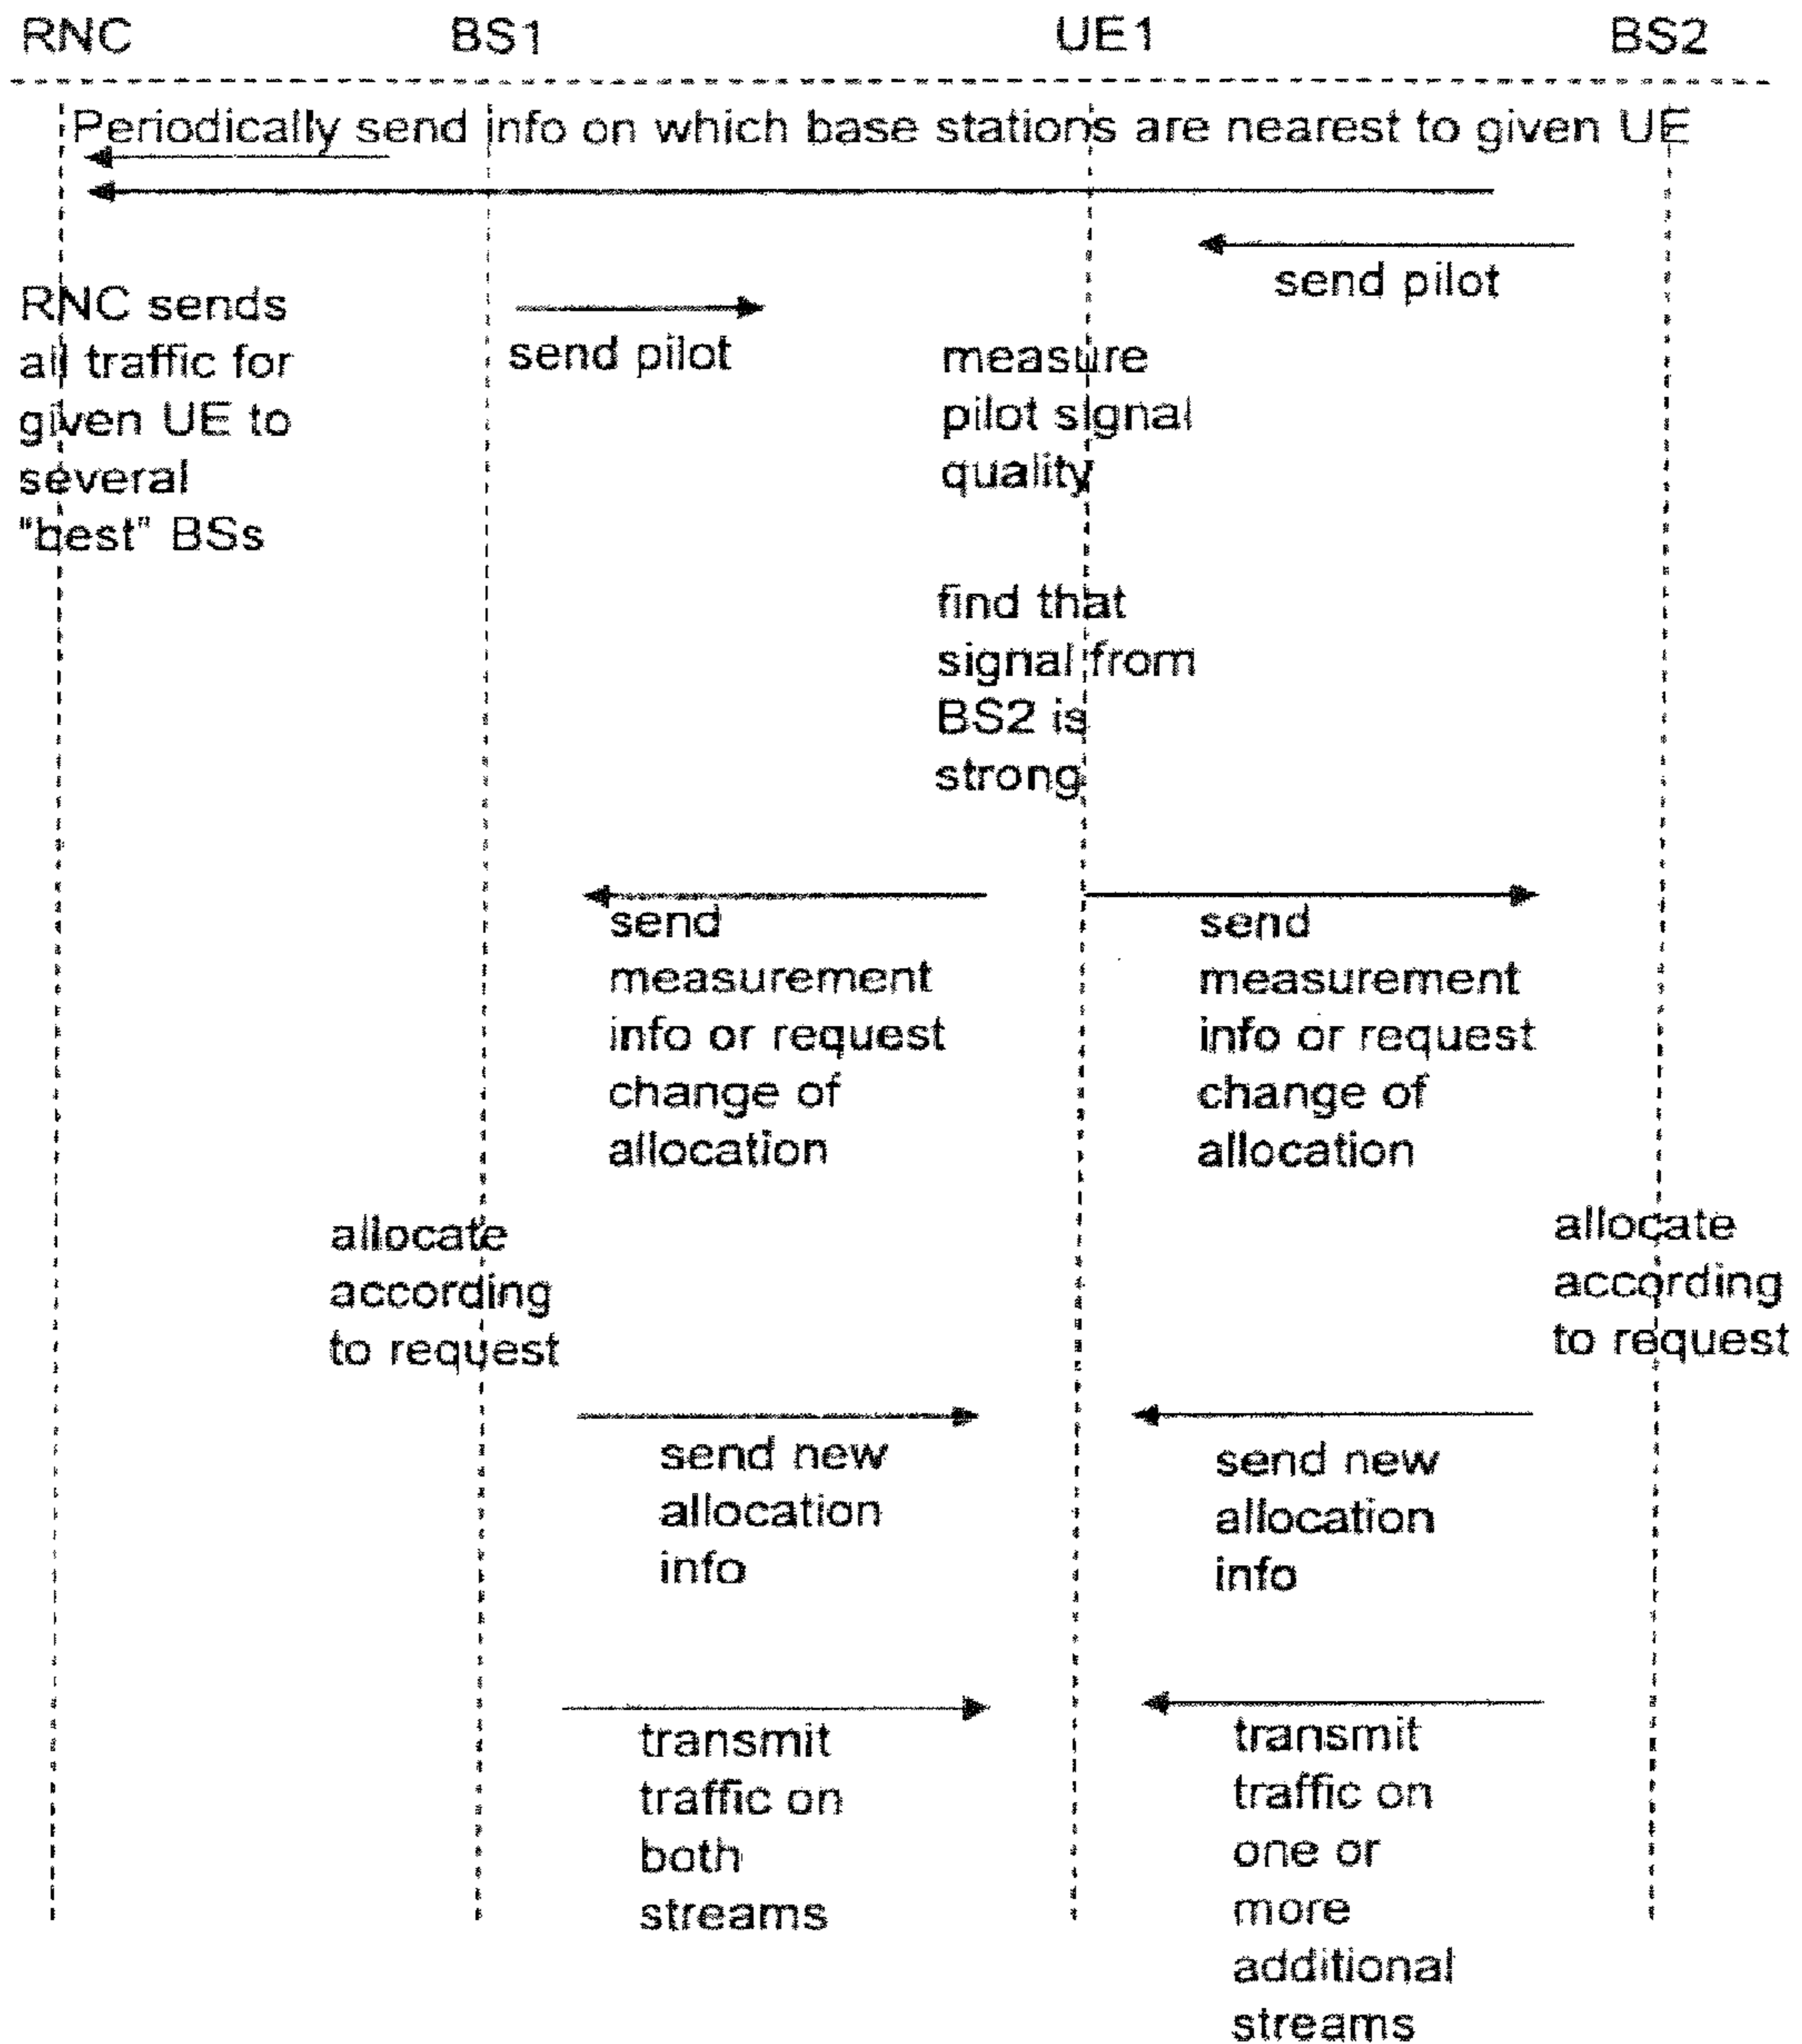 RNC BS1 UE1 BS2
Periodically send info on which base stations are nearest to given UE
send pilot
RNC sends
all traffic for
given UE to
several
"best" BSs
send pilot
measure
pilot signal
quality
find that
signal from
BS2 is
strong
send
measurement
info or request
change of
allocation
send
measurement
info or request
change of
allocation
allocate
according
to request
allocate
according
to request
send new
allocation
info
send new
allocation
info
transmit
traffic on
both
streams
transmit
traffic on
one or
more
additional
streams